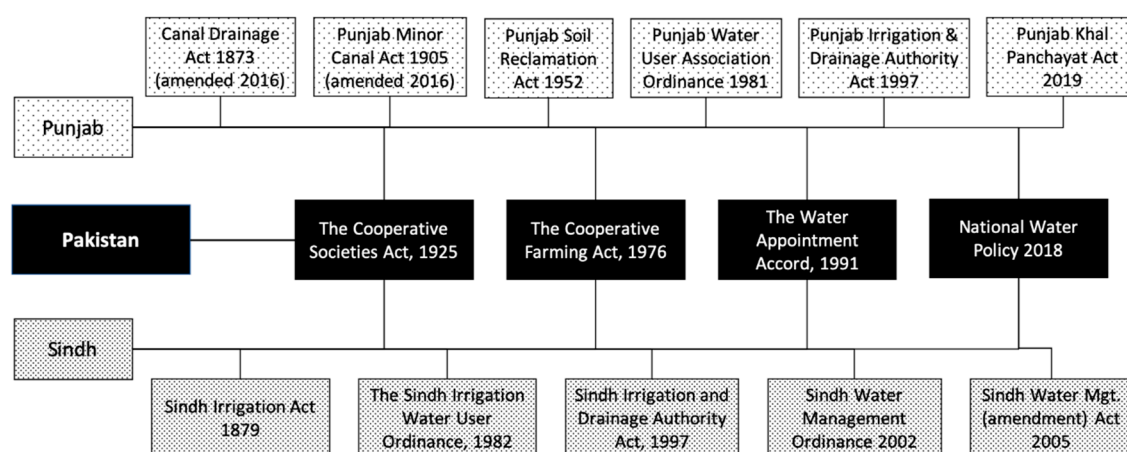 Canal Drainage
Act 1873
(amended 2016)
Punjab Minor
Canal Act 1905
(amended 2016)
Punjab Soil
Reclamation
Act 1952
Punjab Water
User Association
Ordinance 1981
Punjab Irrigation &
Drainage Authority
Act 1997
Punjab Khal
Panchayat Act
2019
Punjab
Pakistan
The Cooperative
Societies Act, 1925
The Cooperative
Farming Act, 1976
The Water
Appointment
Accord, 1991
National Water
Policy 2018
Sindh
Sindh Irrigation Act
1879
The Sindh Irrigation
Water User
Ordinance, 1982
Sindh Irrigation and
Drainage Authority
Act, 1997
Sindh Water
Management
Ordinance 2002
Sindh Water Mgt.
(amendment) Act
2005